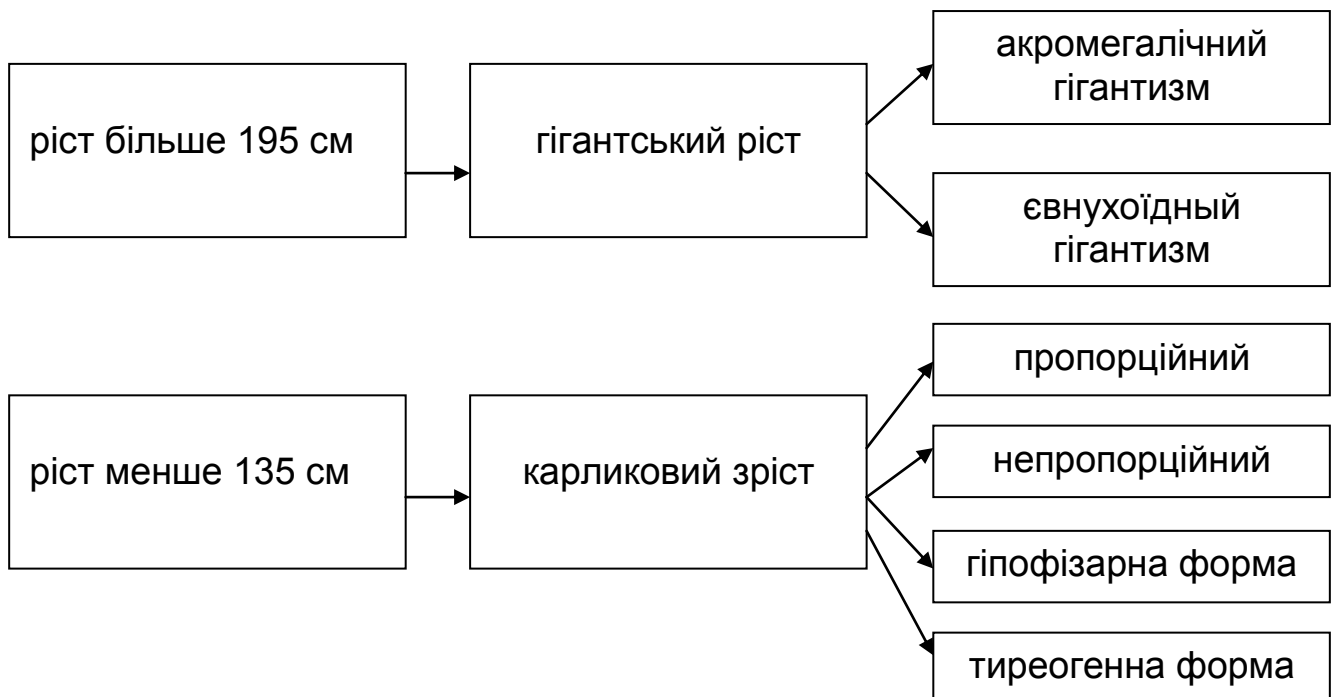 ріст більше 195 см
гігантський ріст
акромегалічний
гігантизм
євнухоїдный
гігантизм
ріст менше 135 см
карликовий зріст
пропорційний
непропорційний
гіпофізарна форма
тиреогенна форма